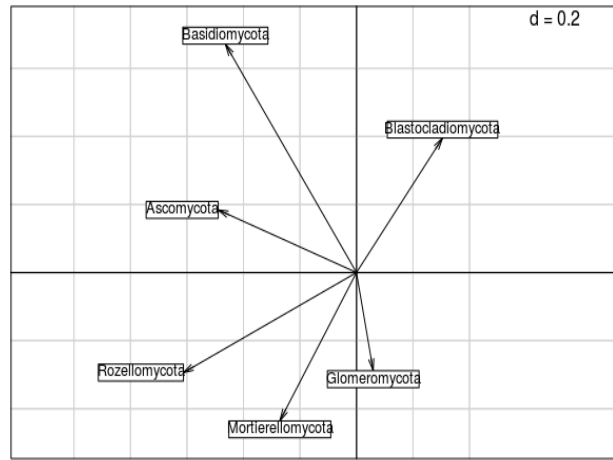 d = 0.2
Basidiomycota
Blastocladiomycota
Ascomycota
Rozellomycota
Glomeromycota
Mortierellomycota